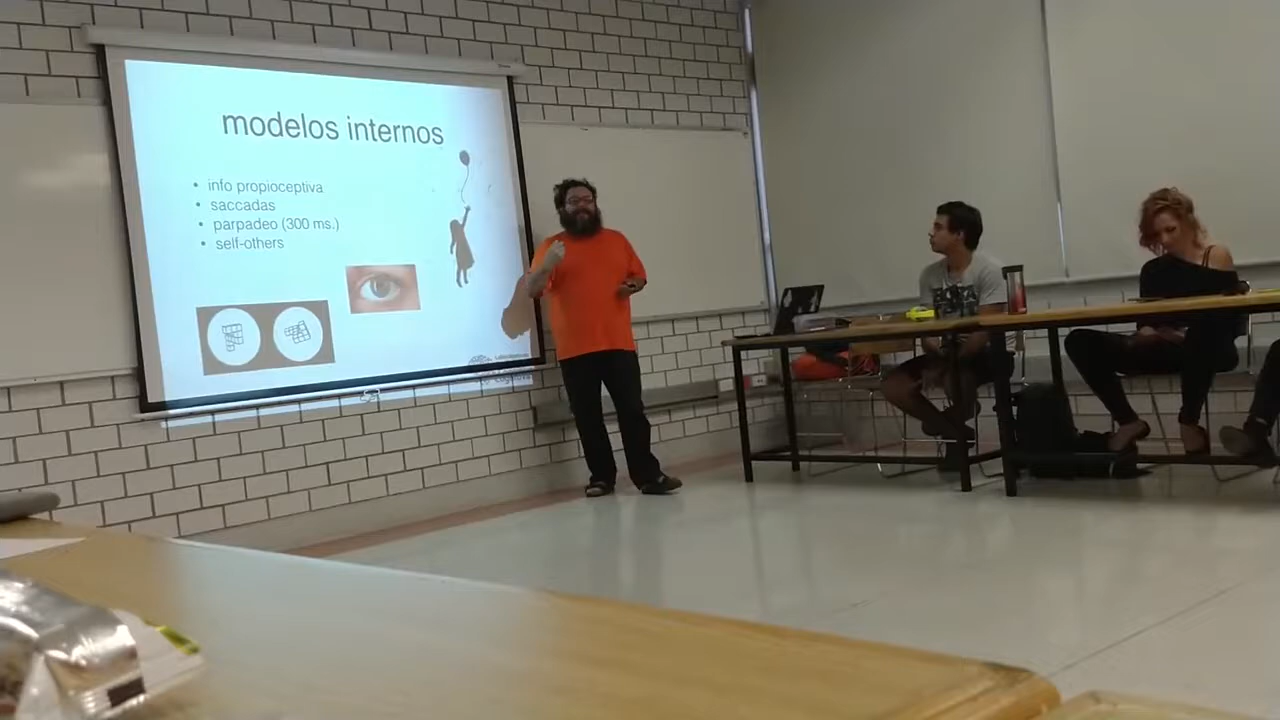 modelos internos
• info propioceptiva
• saccadas
• parpadeo (300 ms.)
• self-others